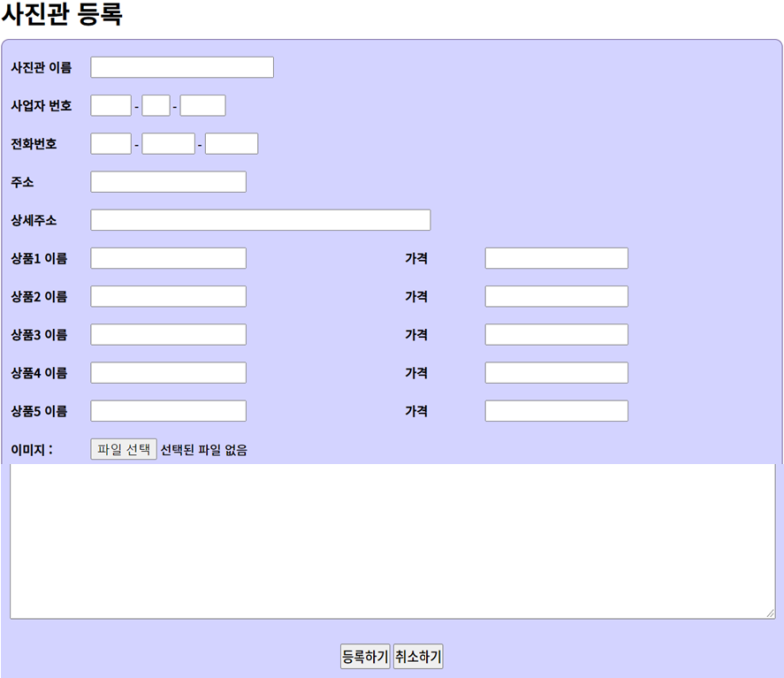 사진관 등록
사진관 이름
사업자 번호 - -
전화번호 - -
주소
상세주소
상품1 이름 가격
상품2 이름 가격
상품3 이름 가격
상품4 이름 가격
상품5 이름 가격
이미지 : 파일 선택 선택된 파일 없음
등록하기 취소하기